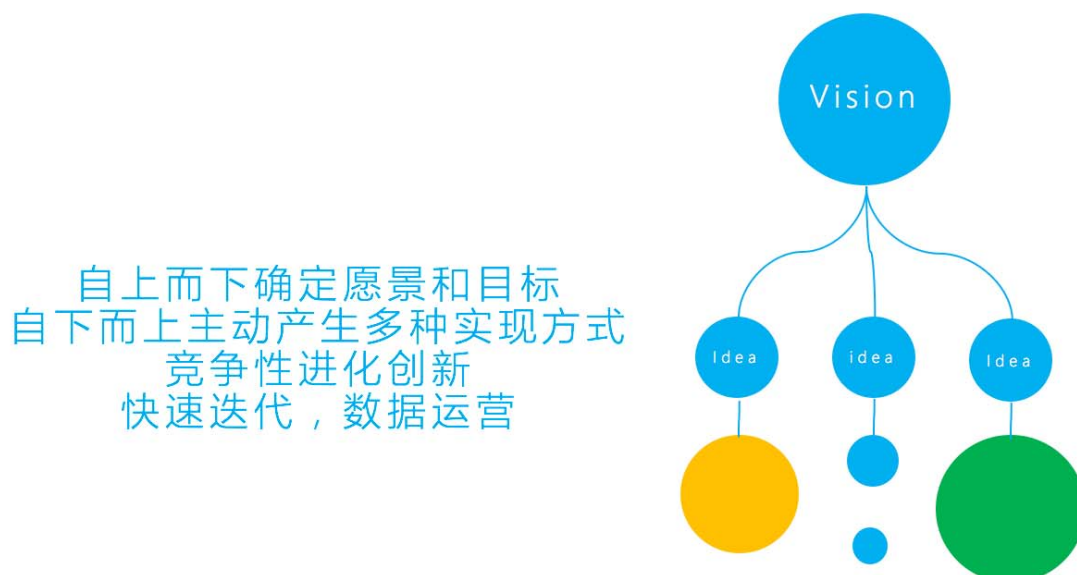 Vision
自上而下确定愿景和目标
自下而上主动产生多种实现方式
竞争性进化创新
快速迭代，数据运营
Idea
idea
Idea